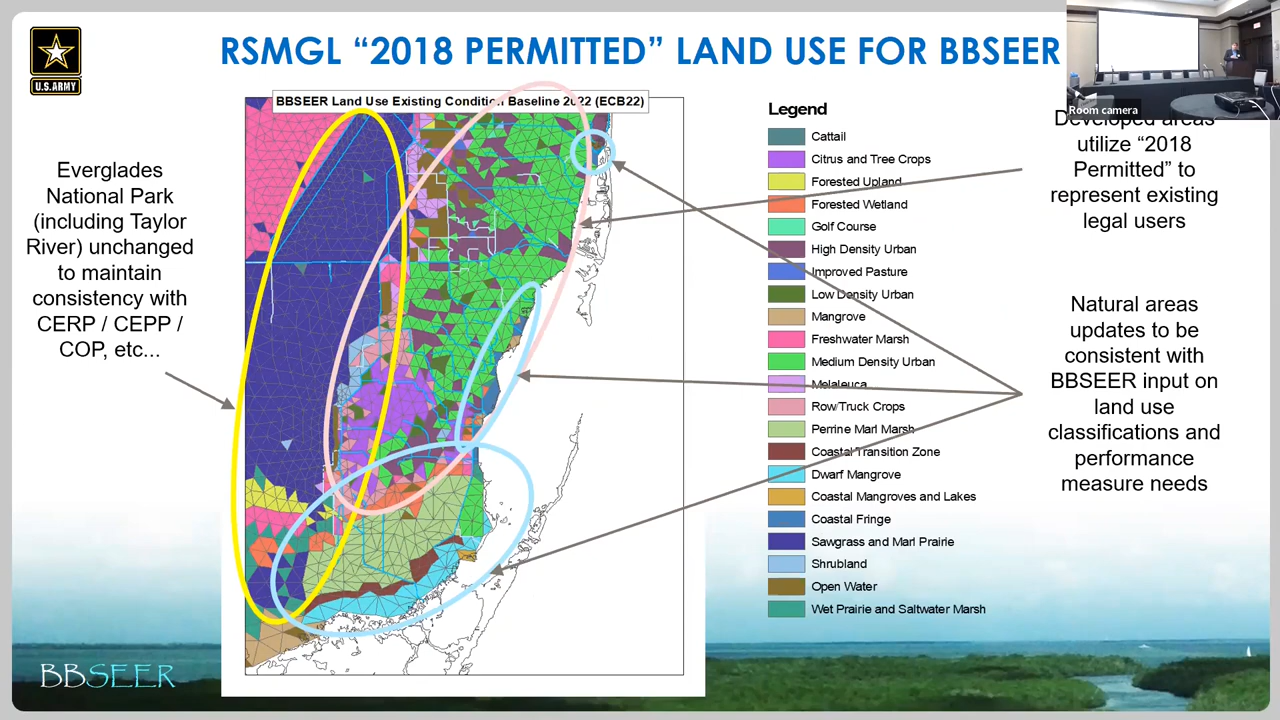 RSMGL “2018 PERMITTED” LAND USE FOR BBSEER
U.S. ARMY
Room camera
BBSEER Land Use Existing Condition Baseline 2022 (ECB22)
Everglades
National Park
(including Taylor
River) unchanged
to maintain
consistency with
CERP / CEPP /
COP, etc...
Legend
Cattail
Citrus and Tree Crops
Forested Upland
Forested Wetland
Golf Course
High Density Urban
Improved Pasture
Low Density Urban
Mangrove
Freshwater Marsh
Medium Density Urban
Melaleuca
Row/Truck Crops
Perrine Marl Marsh
Coastal Transition Zone
Dwarf Mangrove
Coastal Mangroves and Lakes
Coastal Fringe
Sawgrass and Marl Prairie
Shrubland
Open Water
Wet Prairie and Saltwater Marsh
Developed areas
utilize “2018
Permitted” to
represent existing
legal users
Natural areas
updates to be
consistent with
BBSEER input on
land use
classifications and
performance
measure needs
BBSEER